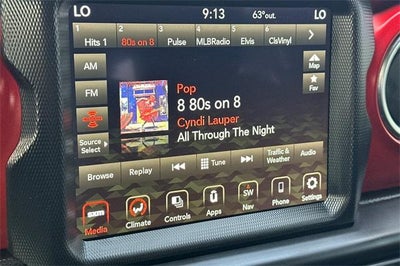 LO 9:13 63°out. LO
1 2 3 4 5 6
Hits 1 80s on 8 Pulse MLBRadio Elvis ClsVinyl
AM
FM
Source
Select
Pop
8 80s on 8
Cyndi Lauper
All Through The Night
Map
Fav
Browse Replay Tune Traffic &
Weather Audio
SXM
Media Climate Controls Apps SW
Nav Phone Settings